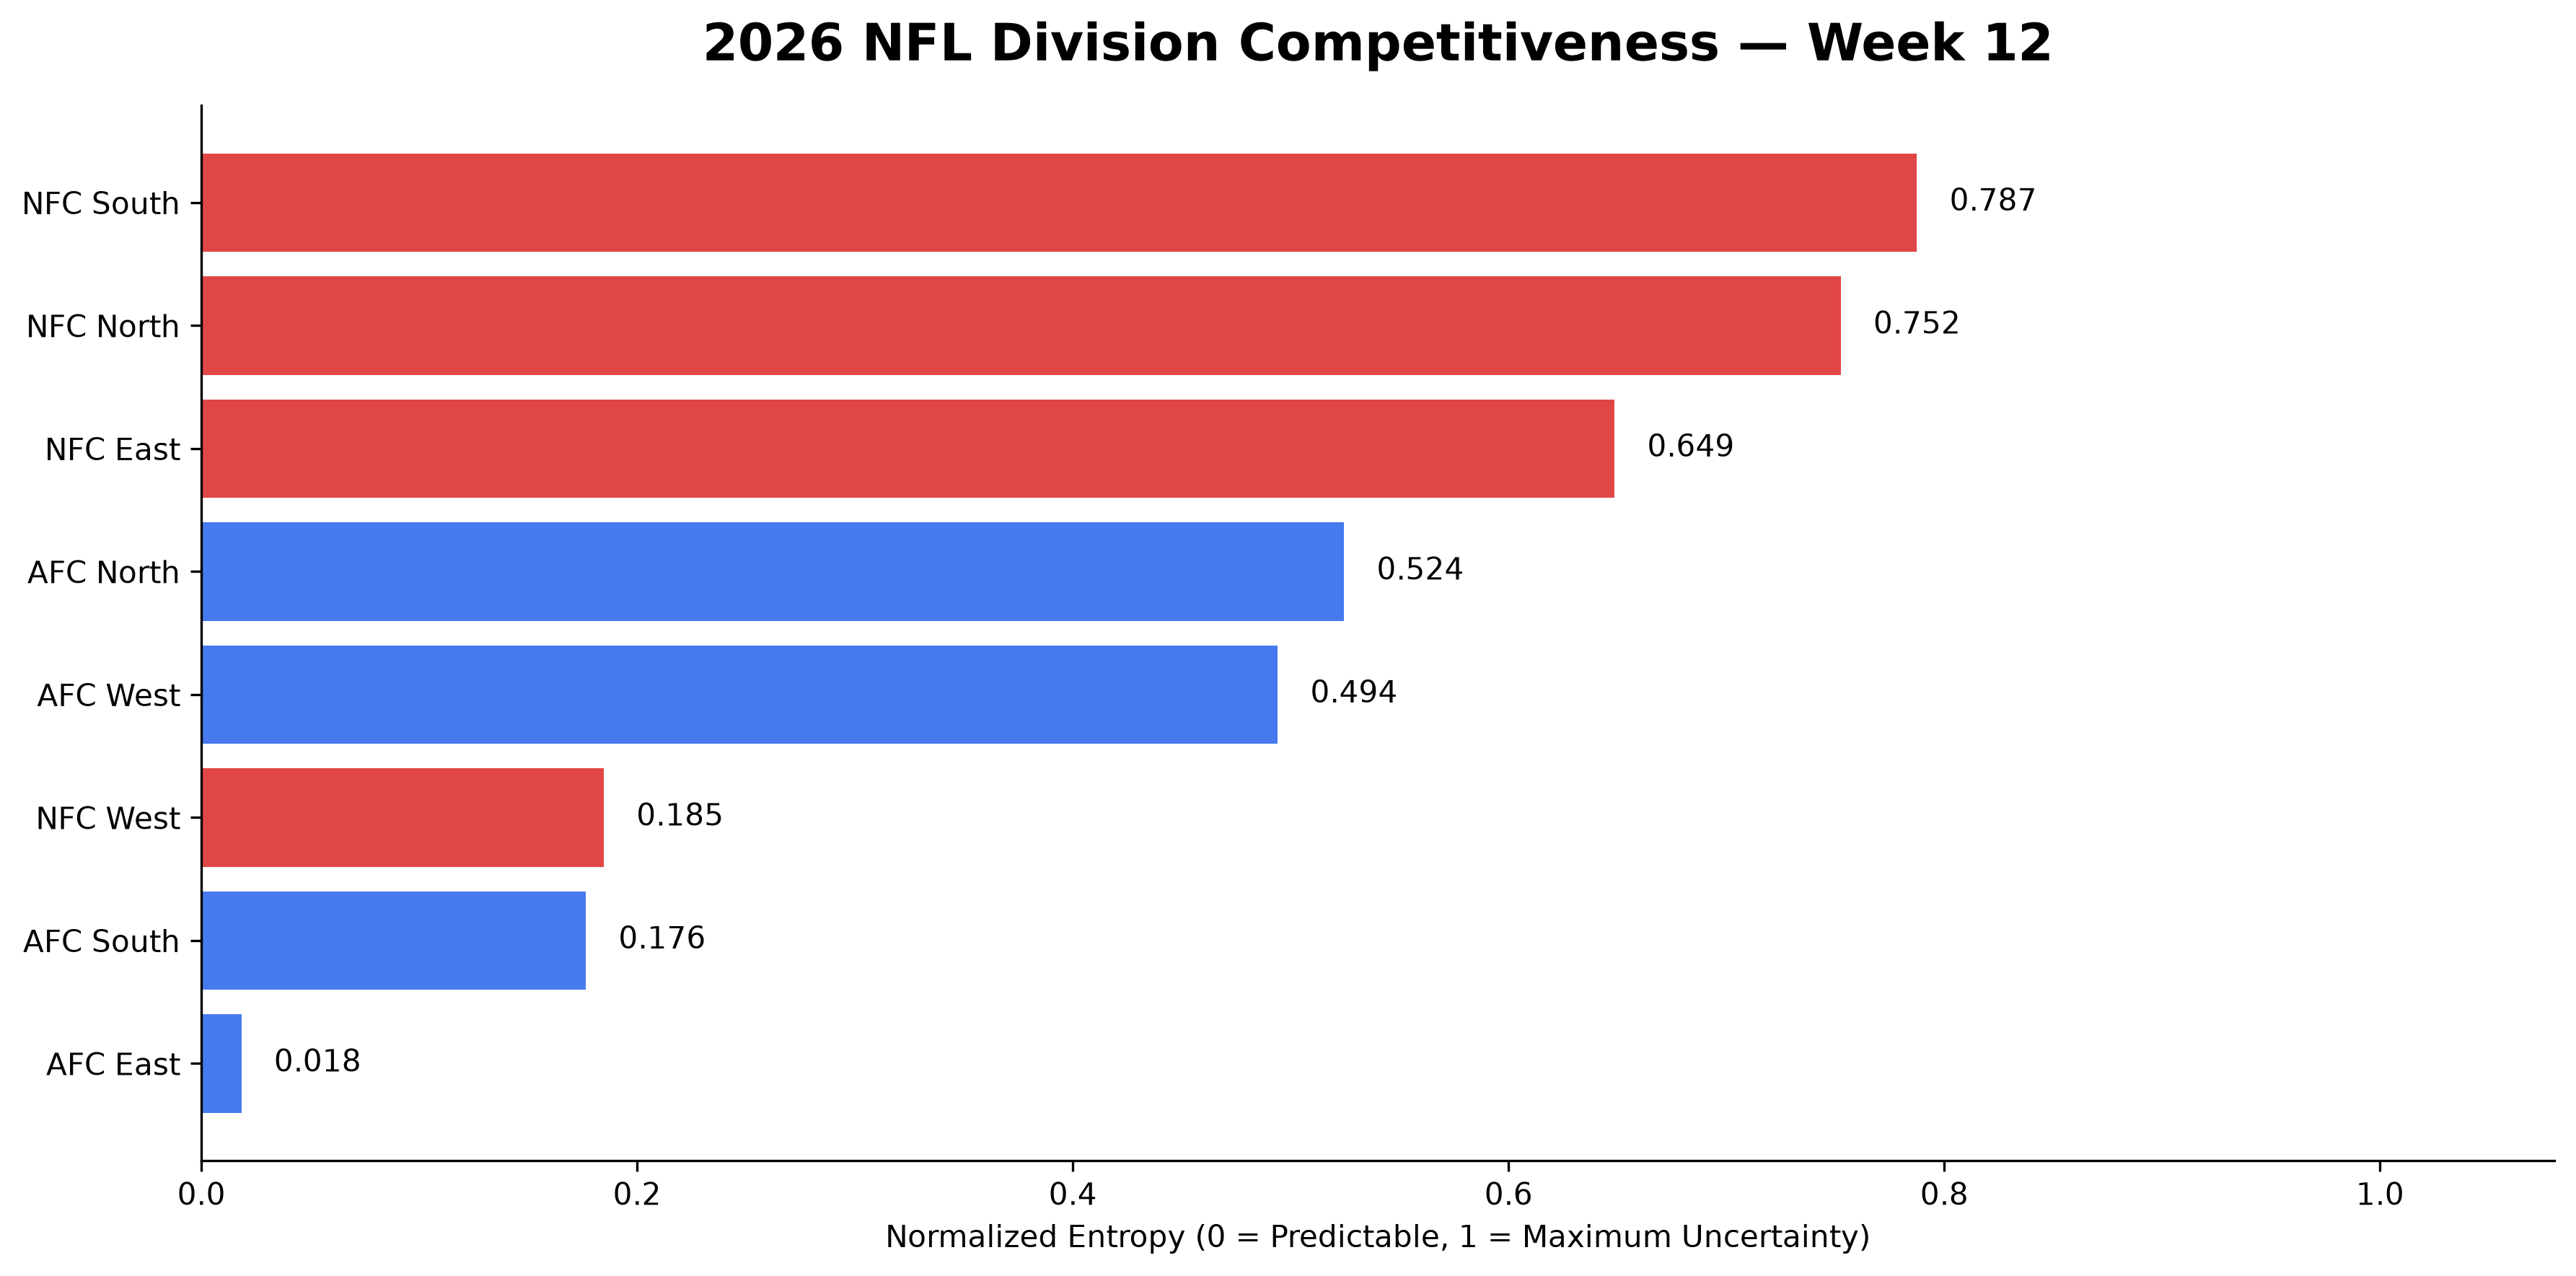 2026 NFL Division Competitiveness — Week 12
NFC South
0.787
NFC North
0.752
NFC East
0.649
AFC North
0.524
AFC West
0.494
NFC West
0.185
AFC South
0.176
AFC East
0.018
0.0 0.2 0.4 0.6 0.8 1.0
Normalized Entropy (0 = Predictable, 1 = Maximum Uncertainty)